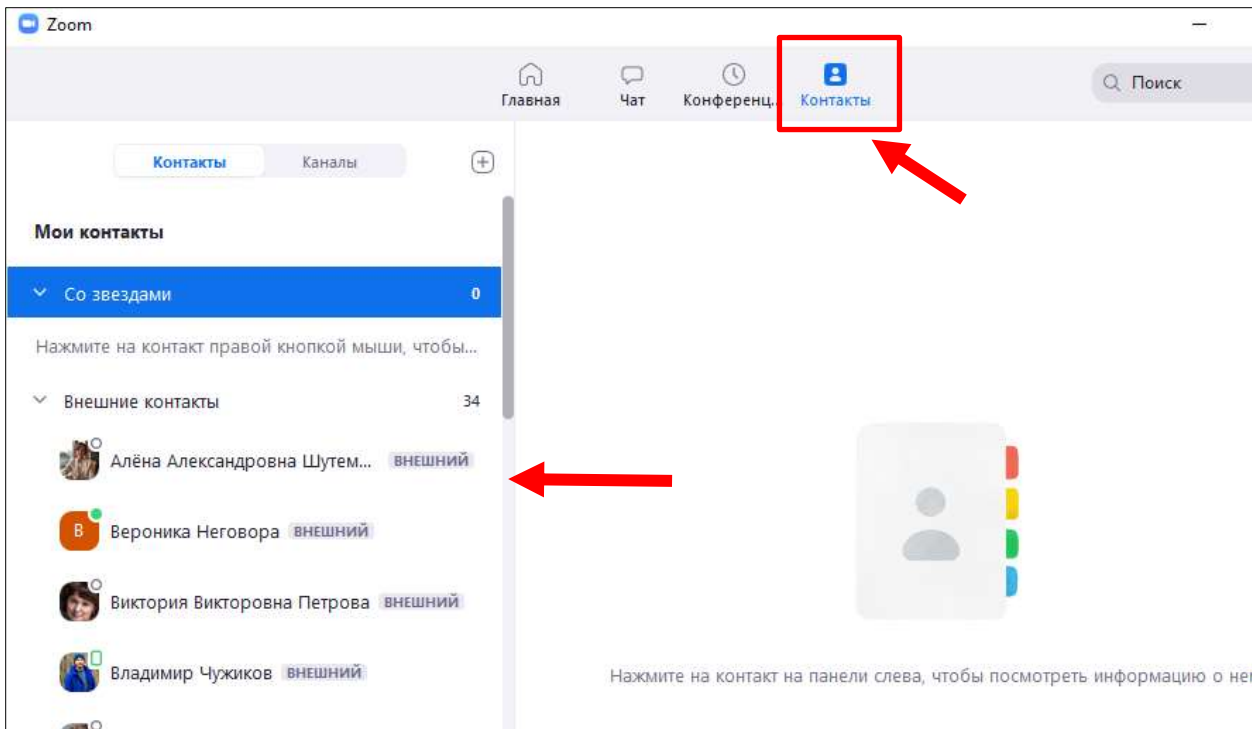 Zoom
Главная
Чат
Конференц...
Контакты
Поиск
Контакты
Каналы
Мои контакты
Со звездами 0
Нажмите на контакт правой кнопкой мыши, чтобы...
Внешние контакты 34
Алёна Александровна Шутем... ВНЕШНИЙ
В Вероника Неговора ВНЕШНИЙ
Виктория Викторовна Петрова ВНЕШНИЙ
Владимир Чужиков ВНЕШНИЙ
Нажмите на контакт на панели слева, чтобы посмотреть информацию о не